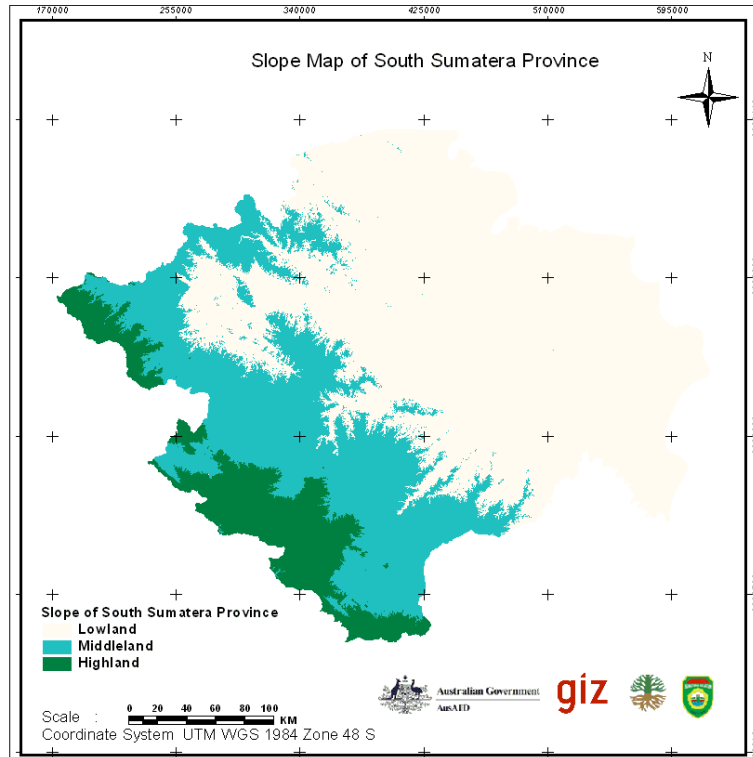 170000 255000 340000 425000 510000 595000
Slope Map of South Sumatera Province
N
Slope of South Sumatera Province
Lowland
Middleland
Highland
Australian Government
AusAID
giz
Scale :
0 20 40 60 80 100
KM
Coordinate System UTM WGS 1984 Zone 48 S